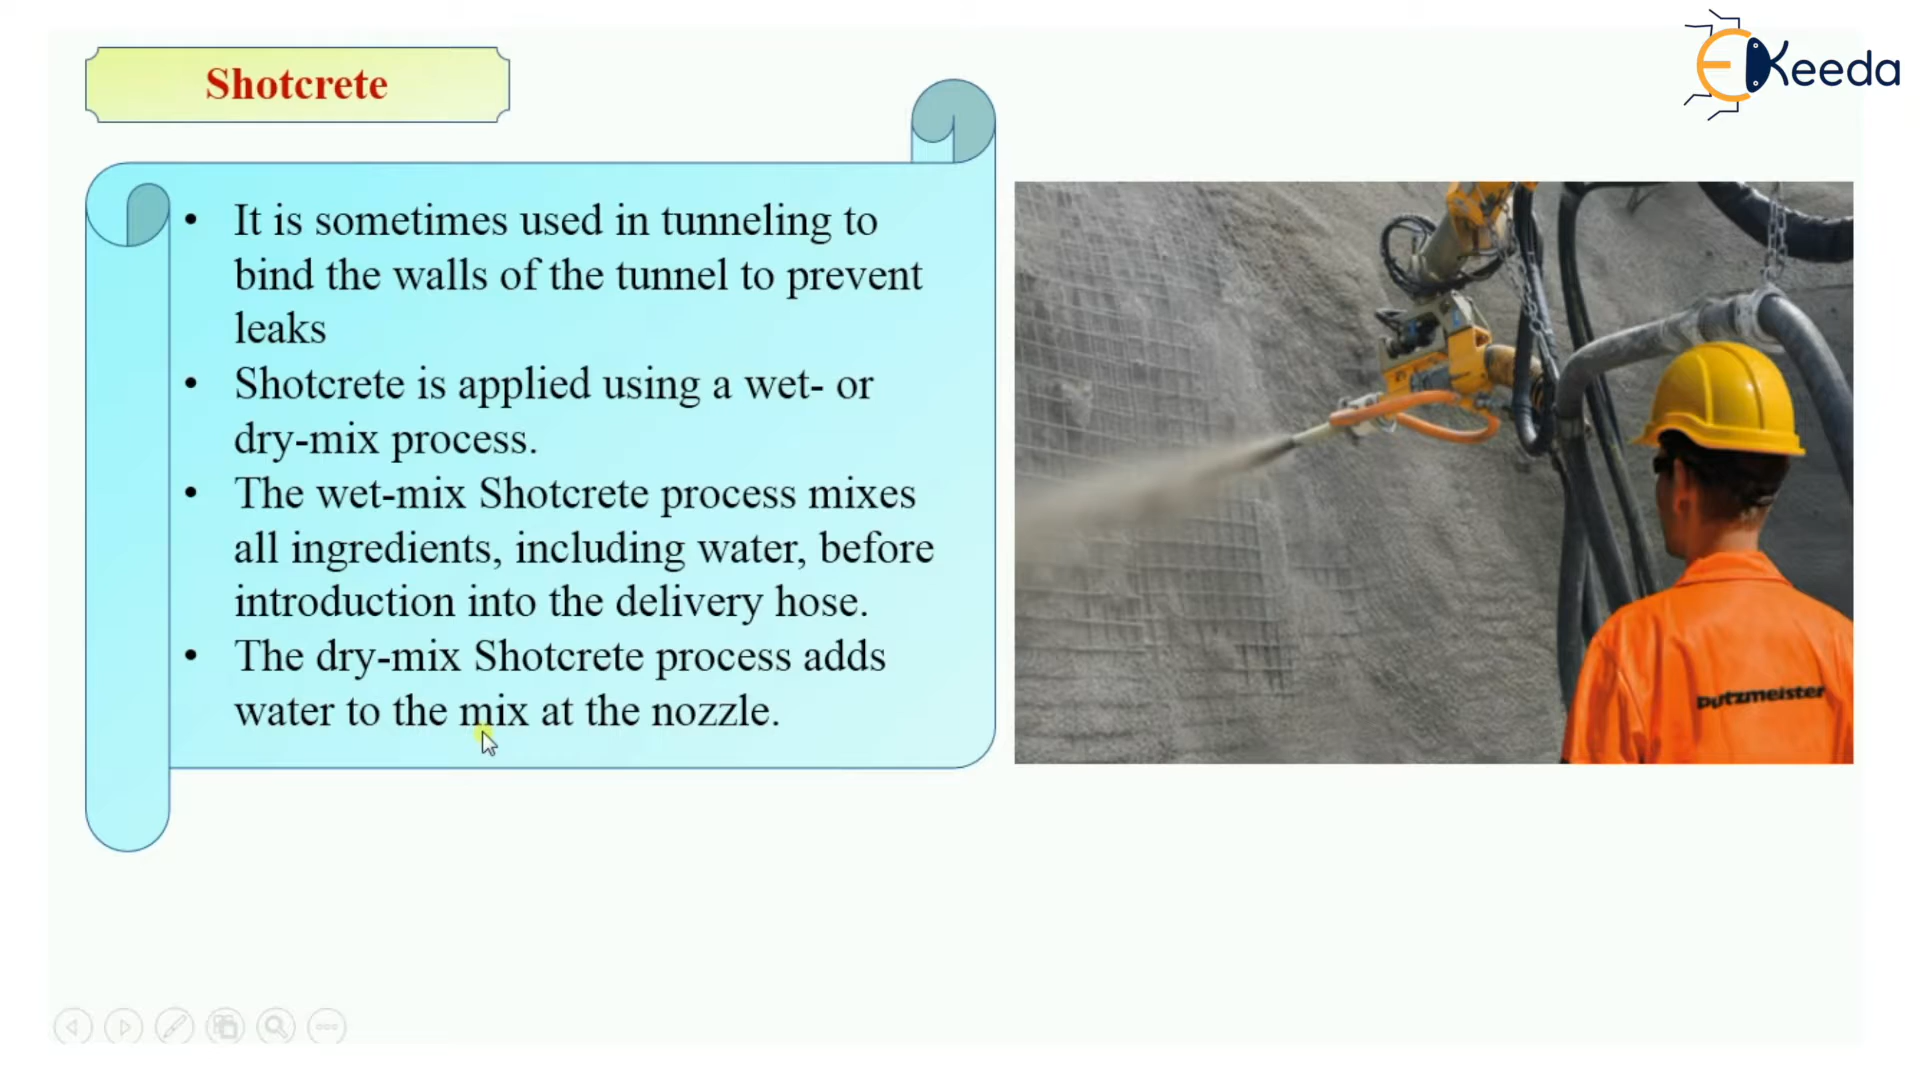 Shotcrete
EKeeda
• It is sometimes used in tunneling to
bind the walls of the tunnel to prevent
leaks
• Shotcrete is applied using a wet- or
dry-mix process.
• The wet-mix Shotcrete process mixes
all ingredients, including water, before
introduction into the delivery hose.
• The dry-mix Shotcrete process adds
water to the mix at the nozzle.
Putzmeister